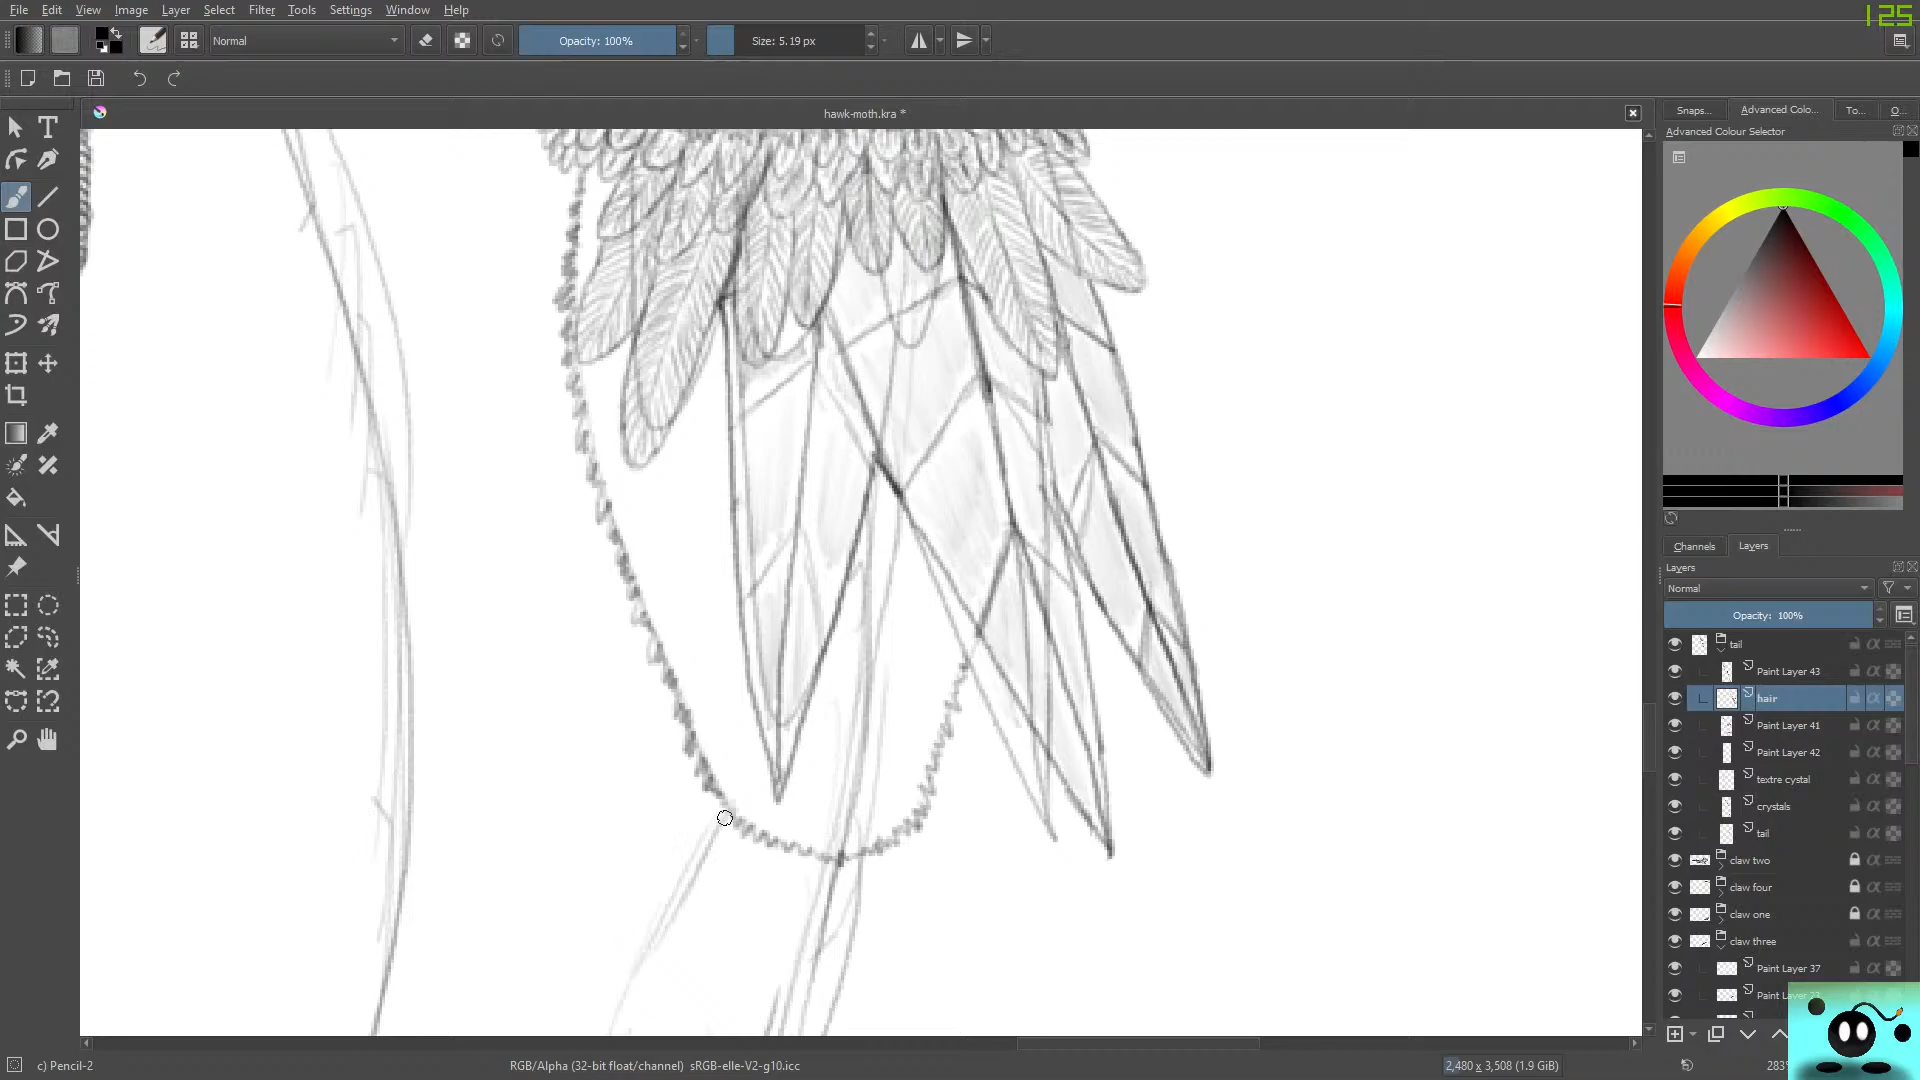 File Edit View Image Layer Select Filter Tools Settings Window Help
125
Normal
Opacity: 100%
Size: 5.19 px
hawk-moth.kra *
Snaps...
Advanced Colo...
To...
O...
Advanced Colour Selector
Channels
Layers
Layers
Normal
Opacity: 100%
tail
Paint Layer 43
hair
Paint Layer 41
Paint Layer 42
textre cystal
crystals
tail
claw two
claw four
claw one
claw three
Paint Layer 37
Paint Layer
c) Pencil-2
RGB/Alpha (32-bit float/channel) sRGB-elle-V2-g10.icc
2,480 x 3,508 (1.9 GiB)
283%